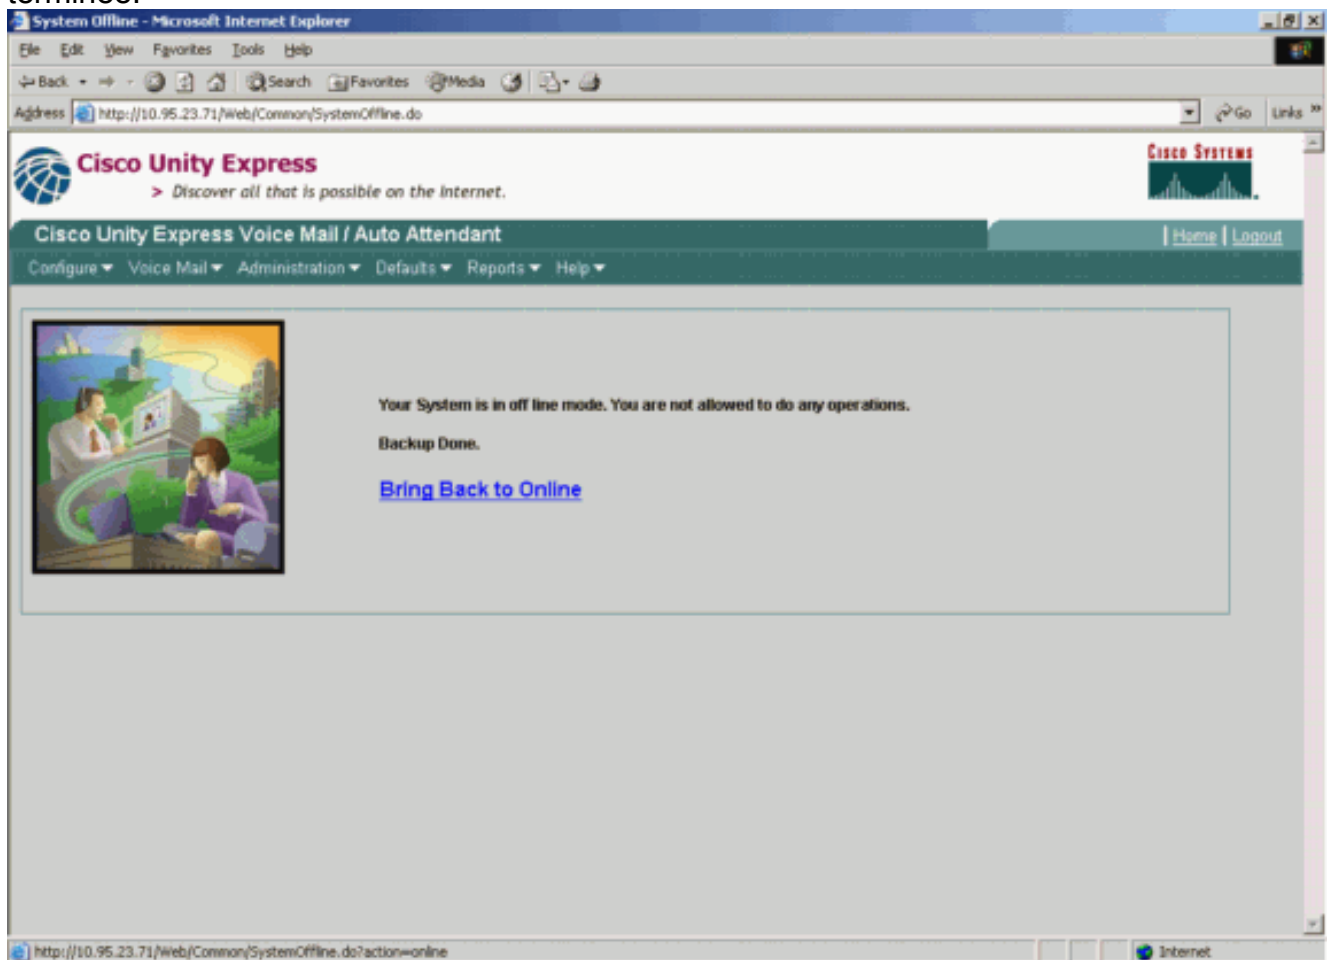 System Offline - Microsoft Internet Explorer
File Edit View Favorites Tools Help
Back Search Favorites Media
Address http://10.95.23.71/Web/Common/SystemOffline.do Go Links »
Cisco Unity Express
> Discover all that is possible on the Internet.
CISCO SYSTEMS
Cisco Unity Express Voice Mail / Auto Attendant
| Home | Logout
Configure Voice Mail Administration Defaults Reports Help
Your System is in off line mode. You are not allowed to do any operations.
Backup Done.
Bring Back to Online
http://10.95.23.71/Web/Common/SystemOffline.do?action=online Internet